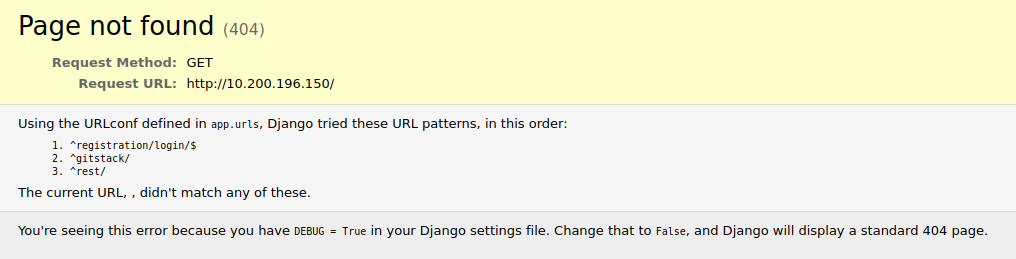 Page not found (404)
Request Method: GET
Request URL: http://10.200.196.150/
Using the URLconf defined in app.urls, Django tried these URL patterns, in this order:
1. ^registration/login/$
2. ^gitstack/
3. ^rest/
The current URL, , didn't match any of these.
You're seeing this error because you have DEBUG = True in your Django settings file. Change that to False, and Django will display a standard 404 page.